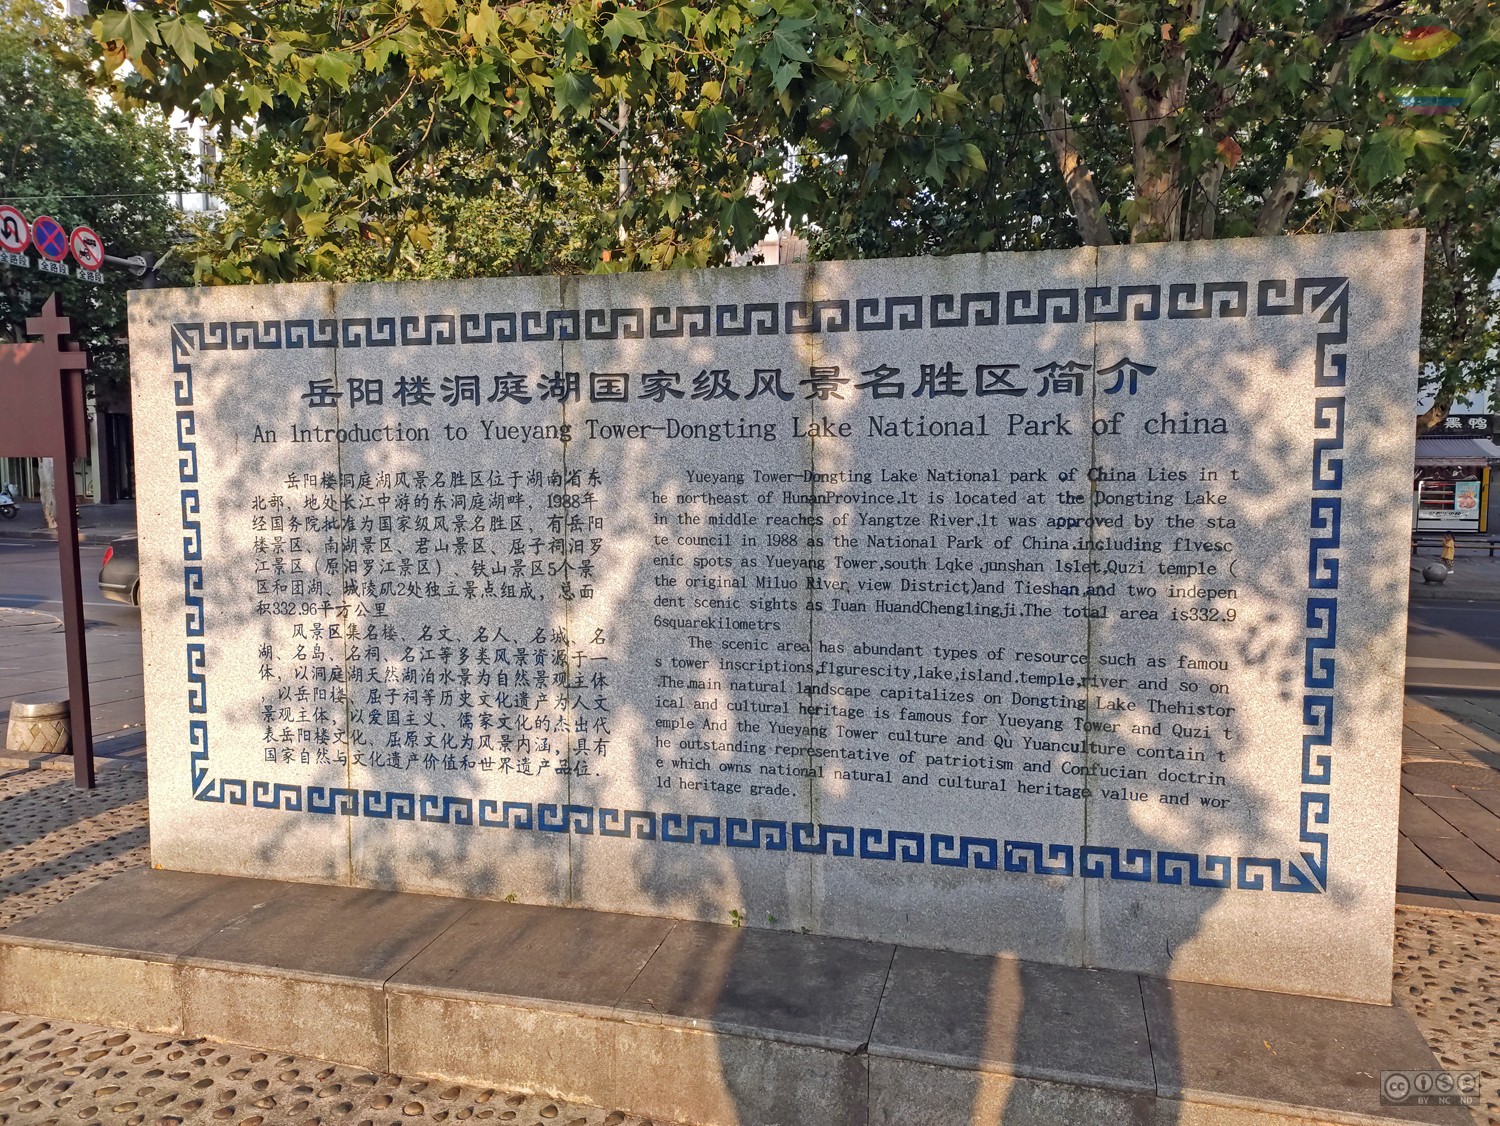 岳阳楼洞庭湖国家级风景名胜区简介
An lntroduction to Yueyang Tower-Dongting Lake National Park of china
岳阳楼洞庭湖风景名胜区位于湖南省东
北部，地处长江中游的东洞庭湖畔，1988年
经国务院批准为国家级风景名胜区，有岳阳
楼景区、南湖景区、君山景区、屈子祠汨罗
江景区（原汨罗江景区）、铁山景区5个景
区和团湖、城陵矶2处独立景点组成，总面
积332.96平方公里
风景区集名楼、名文、名人、名城、名
湖、名岛、名祠、名江等多类风景资源于一
体，以洞庭湖天然湖泊水景为自然景观主体
，以岳阳楼、屈子祠等历史文化遗产为人文
景观主体，以爱国主义、儒家文化的杰出代
表岳阳楼文化、屈原文化为风景内涵，具有
国家自然与文化遗产价值和世界遗产品位．
Yueyang Tower-Dongting Lake National park of China Lies in t
he northeast of HunanProvince.lt is located at the Dongting Lake
in the middle reaches of Yangtze River.lt was approved by the sta
te council in 1988 as the National Park of China.including flvesc
enic spots as Yueyang Tower,south Lqke ,junshan lslet,Quzi temple (
the original Miluo River, view District)and Tieshan,and two indepen
dent scenic sights as Tuan HuandChenglingji.The total area is332.9
6squarekilometrs
The scenic area has abundant types of resource such as famou
s tower inscriptions,flgurescity,lake,island.temple,river and so on
.The.main natural landscape capitalizes on Dongting Lake Thehistor
ical and cultural heritage is famous for Yueyang Tower and Quzi t
emple And the Yueyang Tower culture and Qu Yuanculture contain t
he outstanding representative of patriotism and Confucian doctrin
e which owns national natural and cultural heritage value and wor
ld heritage grade.
全路段
全路段
全路段
黑鸭
cc
BY NC ND